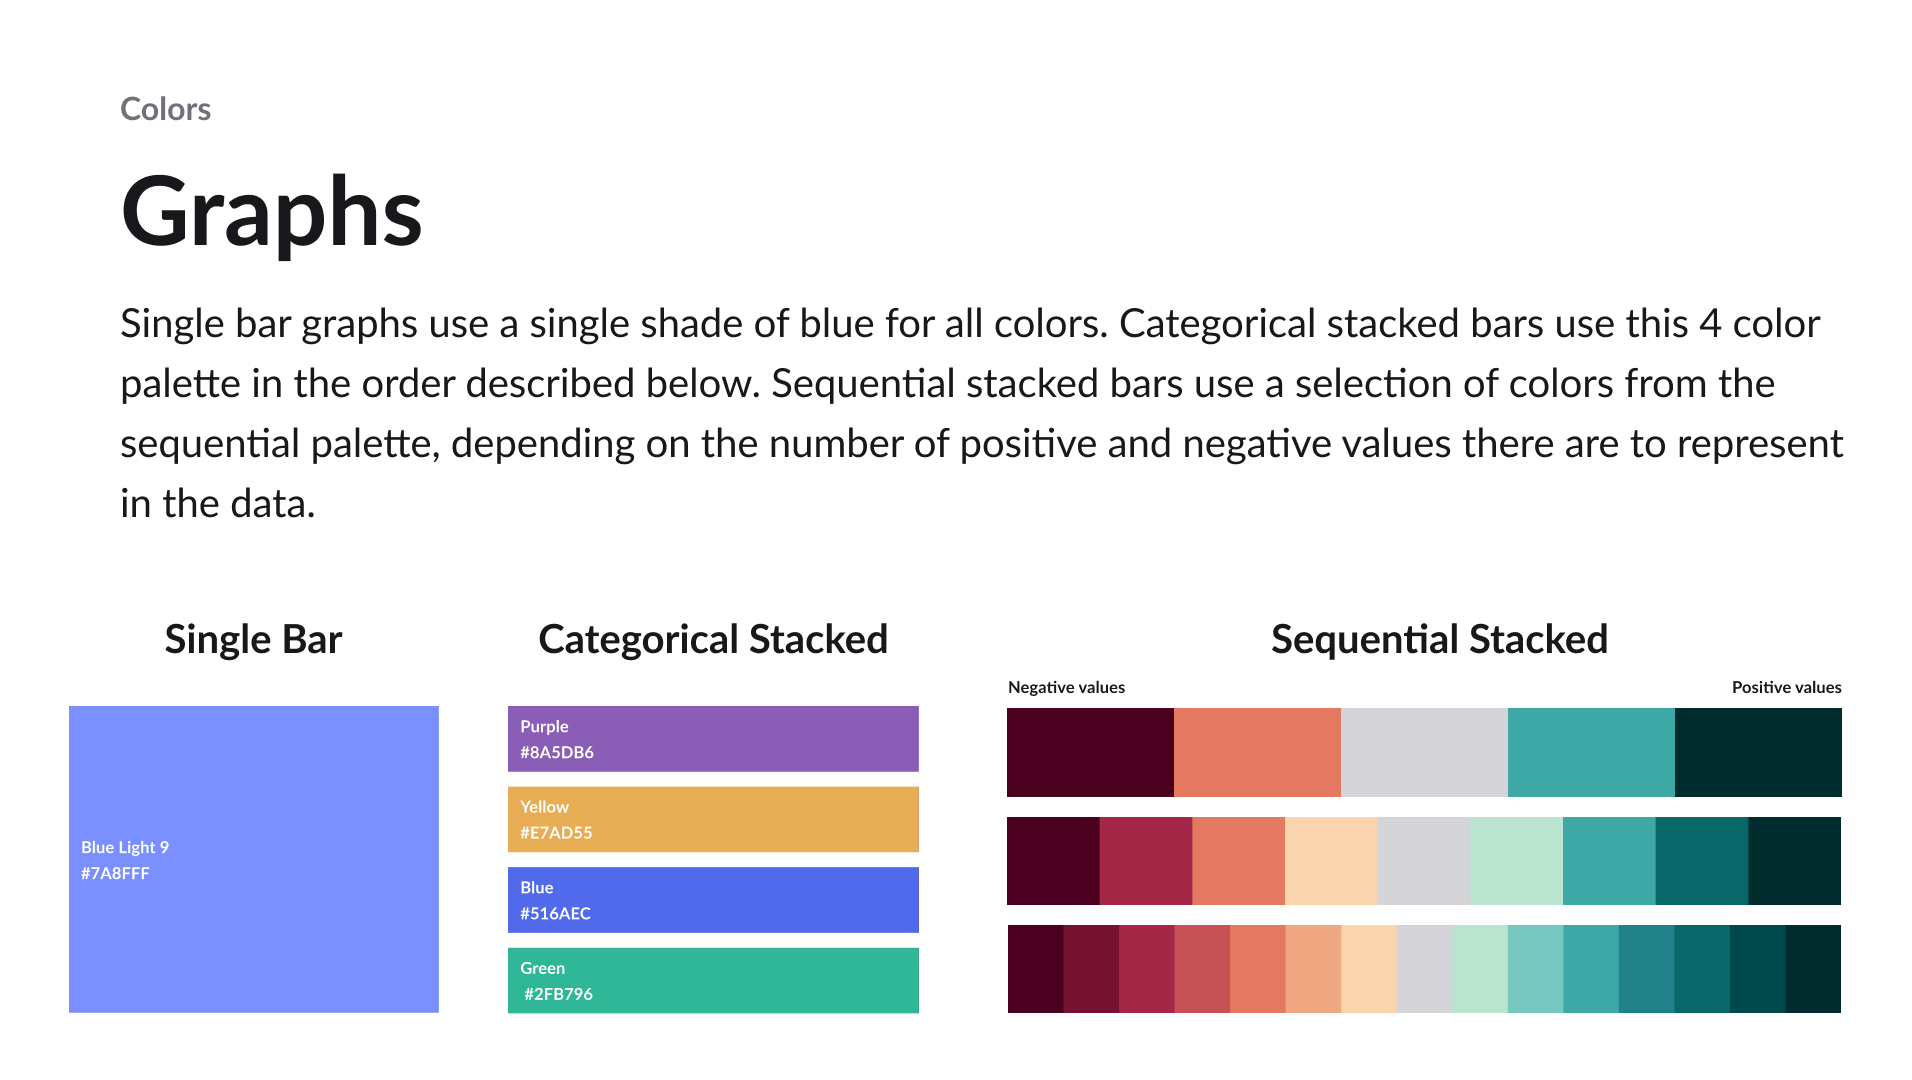 Colors
Graphs
Single bar graphs use a single shade of blue for all colors. Categorical stacked bars use this 4 color
palette in the order described below. Sequential stacked bars use a selection of colors from the
sequential palette, depending on the number of positive and negative values there are to represent
in the data.
Single Bar
Blue Light 9
#7A8FFF
Categorical Stacked
Purple
#8A5DB6
Yellow
#E7AD55
Blue
#516AEC
Green
#2FB796
Sequential Stacked
Negative values
Positive values